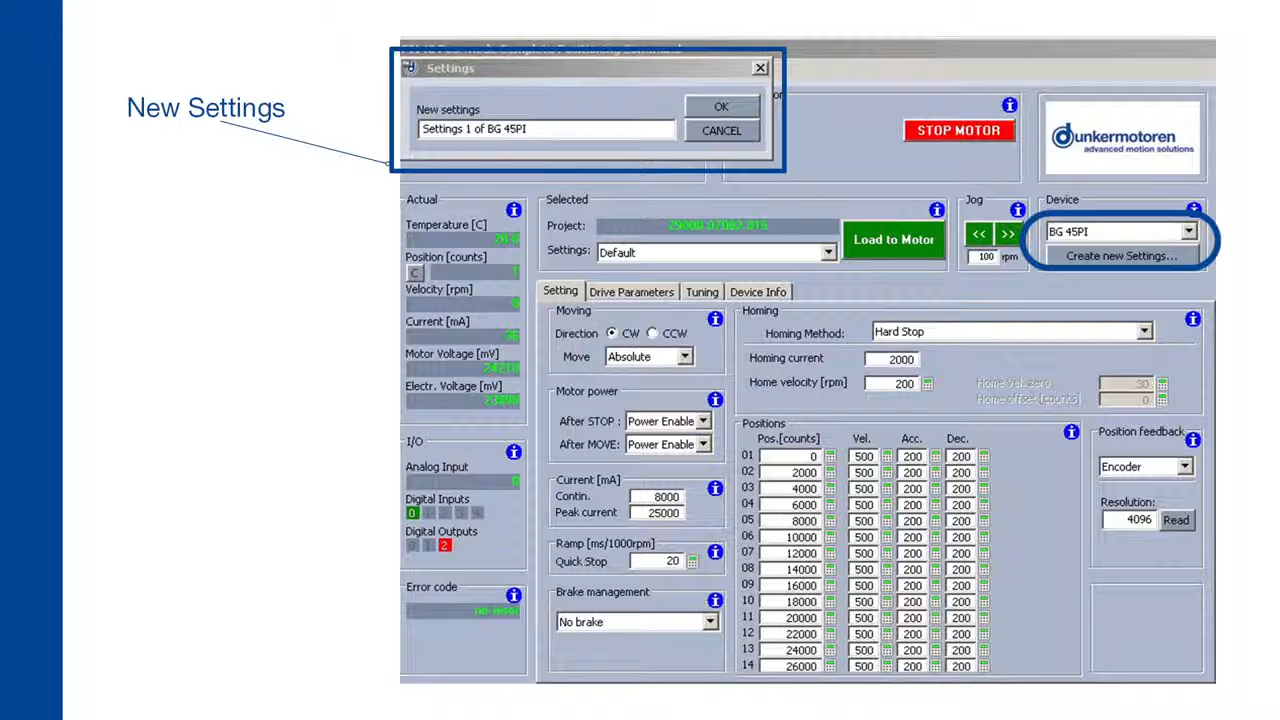 New Settings
Settings
New settings
Settings 1 of BG 45PI
OK
CANCEL
STOP MOTOR
dunkermotoren
advanced motion solutions
Actual
Temperature [C]
Position [counts]
C
Velocity [rpm]
Current [mA]
Motor Voltage [mV]
Electr. Voltage [mV]
I/O
Analog Input
Digital Inputs
0 1 2 3 4
Digital Outputs
0 1 2
Error code
Selected
Project:
Settings: Default
Load to Motor
Jog
<< >>
100 rpm
Device
BG 45PI
Create new Settings...
Setting Drive Parameters Tuning Device Info
Moving
Direction CW CCW
Move Absolute
Motor power
After STOP : Power Enable
After MOVE: Power Enable
Current [mA]
Contin. 8000
Peak current 25000
Ramp [ms/1000rpm]
Quick Stop 20
Brake management
No brake
Homing
Homing Method: Hard Stop
Homing current 2000
Home velocity [rpm] 200
Home vel. zero 30
Home offset [counts] 0
Positions
Pos.[counts] Vel. Acc. Dec.
01 0 500 200 200
02 2000 500 200 200
03 4000 500 200 200
04 6000 500 200 200
05 8000 500 200 200
06 10000 500 200 200
07 12000 500 200 200
08 14000 500 200 200
09 16000 500 200 200
10 18000 500 200 200
11 20000 500 200 200
12 22000 500 200 200
13 24000 500 200 200
14 26000 500 200 200
Position feedback
Encoder
Resolution:
4096 Read